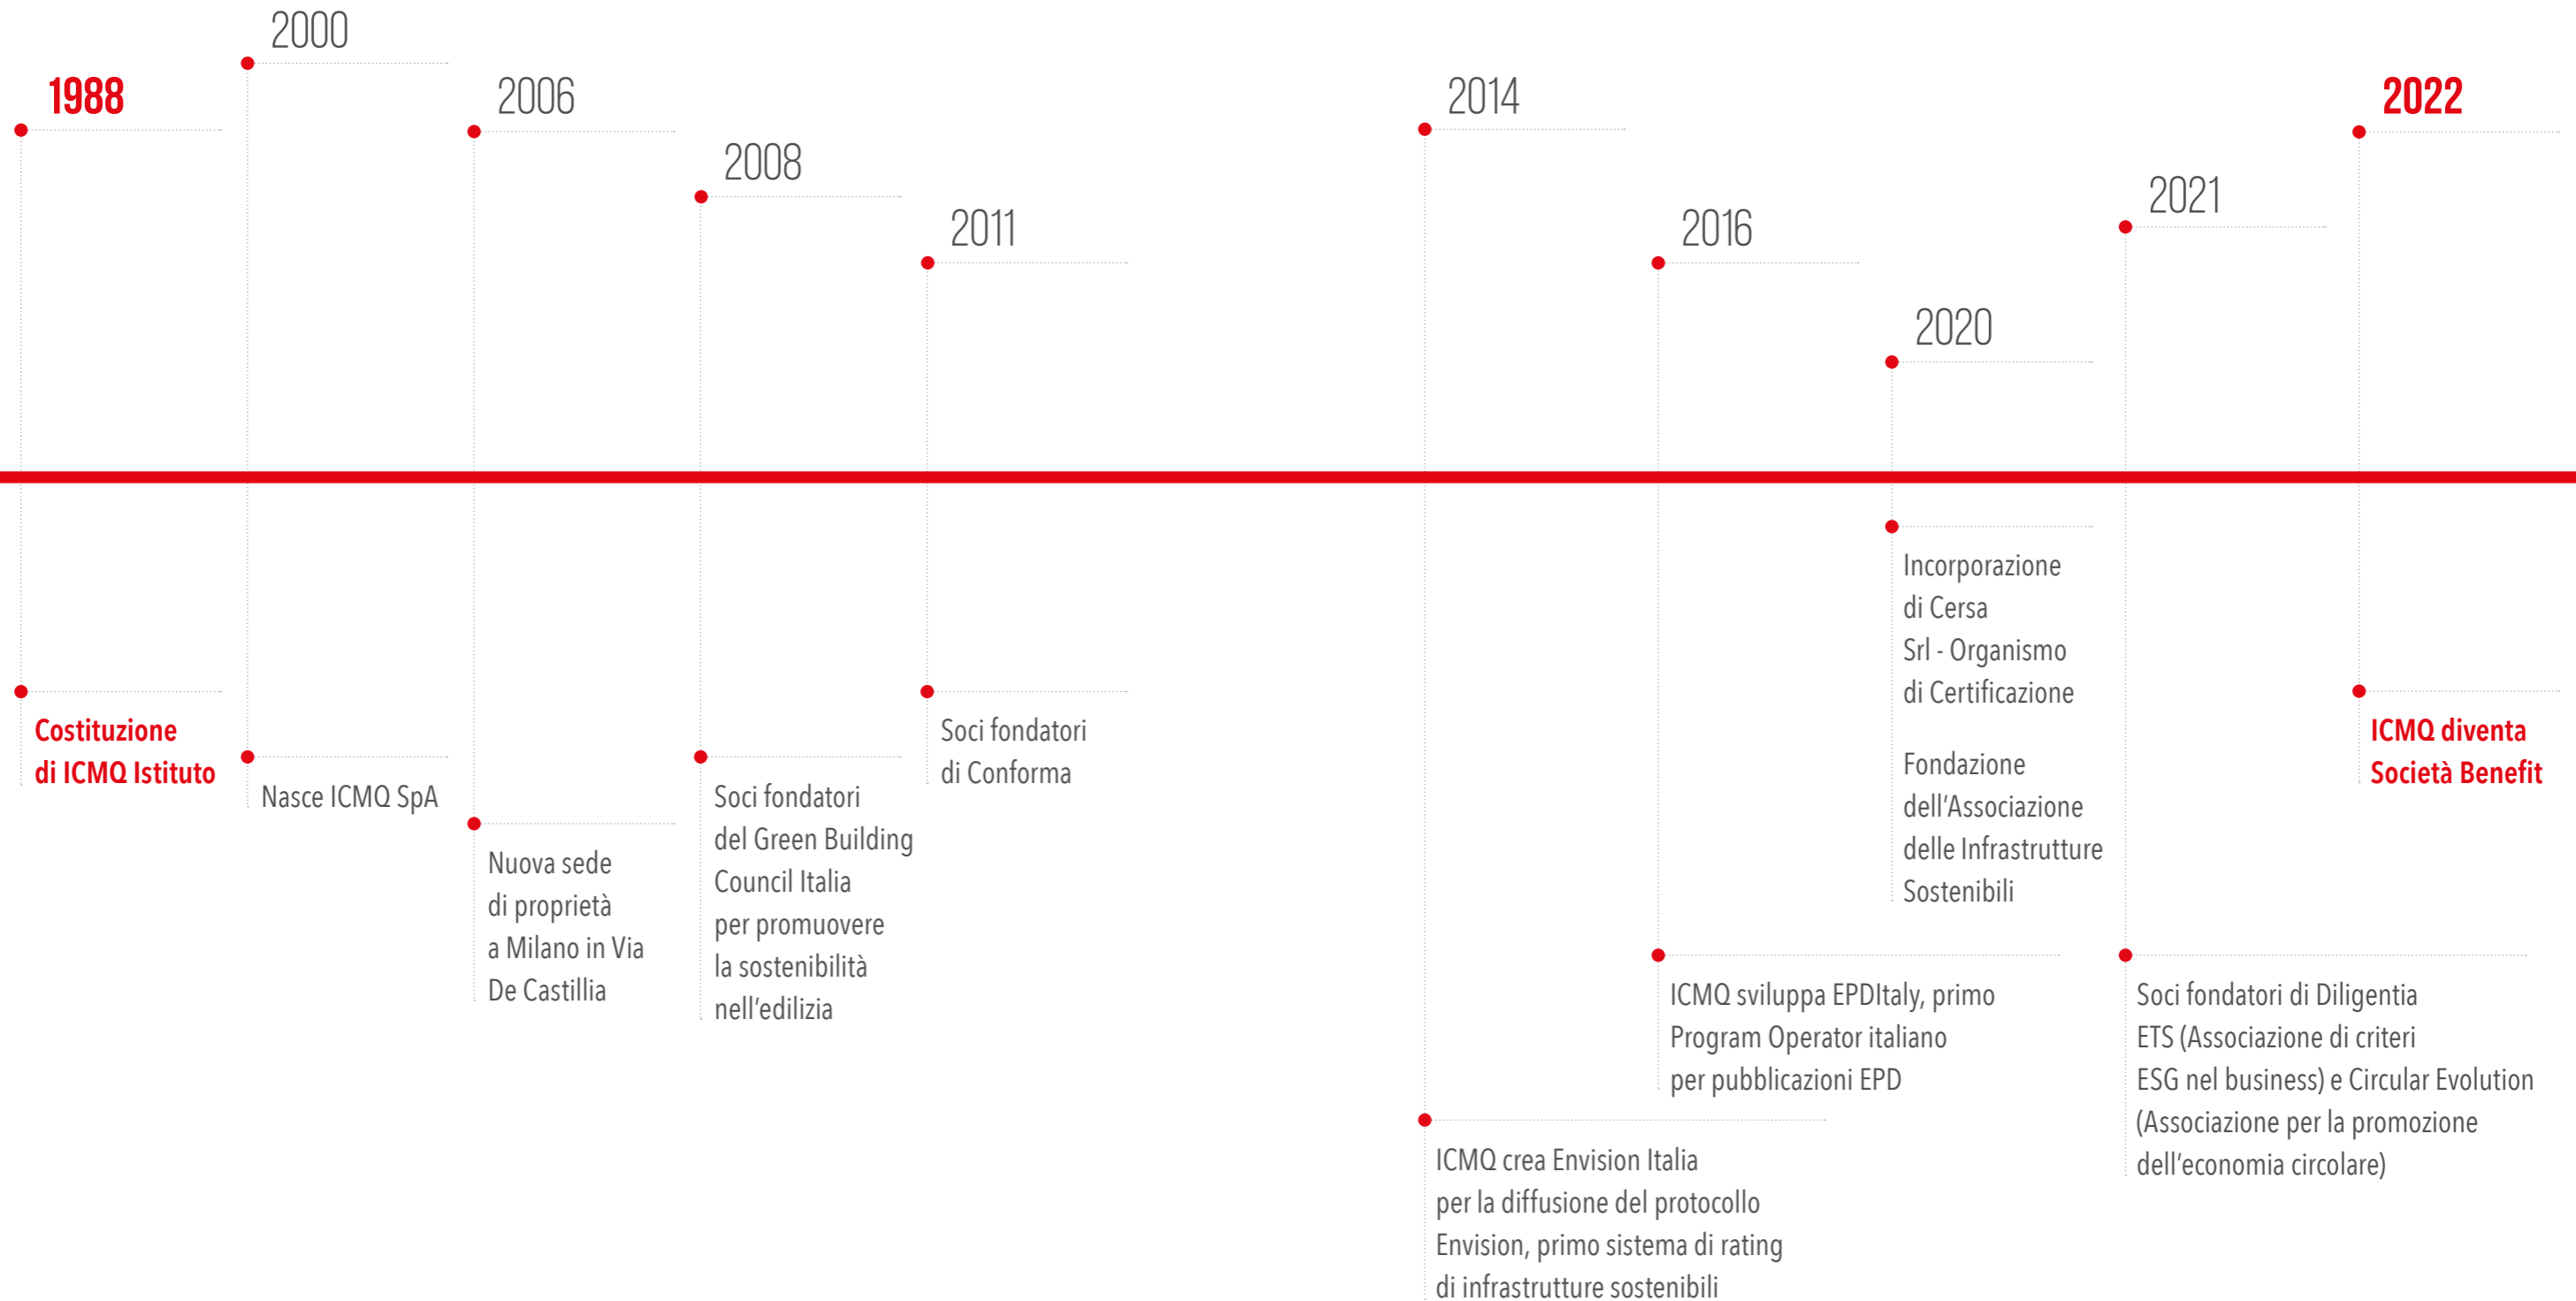 1988
Costituzione
di ICMQ Istituto
2000
Nasce ICMQ SpA
2006
Nuova sede
di proprietà
a Milano in Via
De Castillia
2008
Soci fondatori
del Green Building
Council Italia
per promuovere
la sostenibilità
nell'edilizia
2011
Soci fondatori
di Conforma
2014
ICMQ crea Envision Italia
per la diffusione del protocollo
Envision, primo sistema di rating
di infrastutture sostenibili
2016
ICMQ sviluppa EPDItaly, primo
Program Operator italiano
per pubblicazioni EPD
2020
Incorporazione
di Cersa
Srl - Organismo
di Certificazione
Fondazione
dell'Associazione
delle Infrastrutture
Sostenibili
2021
Soci fondatori di Diligentia
ETS (Associazione di criteri
ESG nel business) e Circular Evolution
(Associazione per la promozione
dell'economia circolare)
2022
ICMQ diventa
Società Benefit